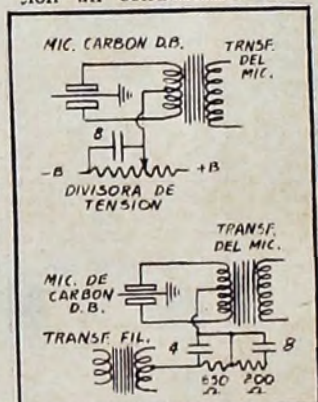 MIC. CARBON D.B.
TRNSF.
DEL
MIC.
8
-B
+B
DIVISORA DE
TENSION
TRANSF.
DEL MIC.
MIC. DE
CARBON
D.B.
TRANSF. FIL.
4
8
650
Ω
200
Ω